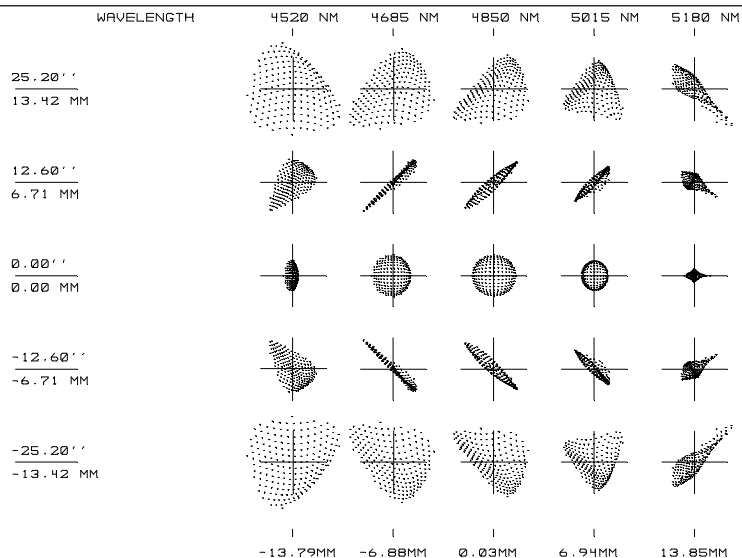 WAVELENGTH 4520 NM 4685 NM 4850 NM 5015 NM 5180 NM
25.20''
13.42 MM
12.60''
6.71 MM
0.00''
0.00 MM
-12.60''
-6.71 MM
-25.20''
-13.42 MM
-13.79MM -6.88MM 0.03MM 6.94MM 13.85MM